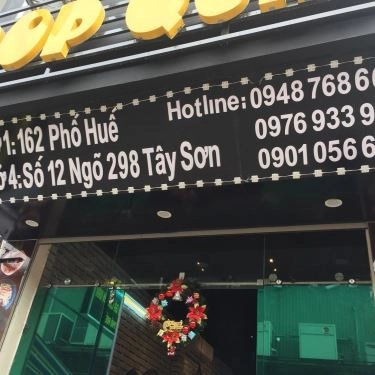 1: 162 Phố Huế
4: Số 12 Ngõ 298 Tây Sơn
Hotline: 0948 768 6
0976 933 9
0901 056 6